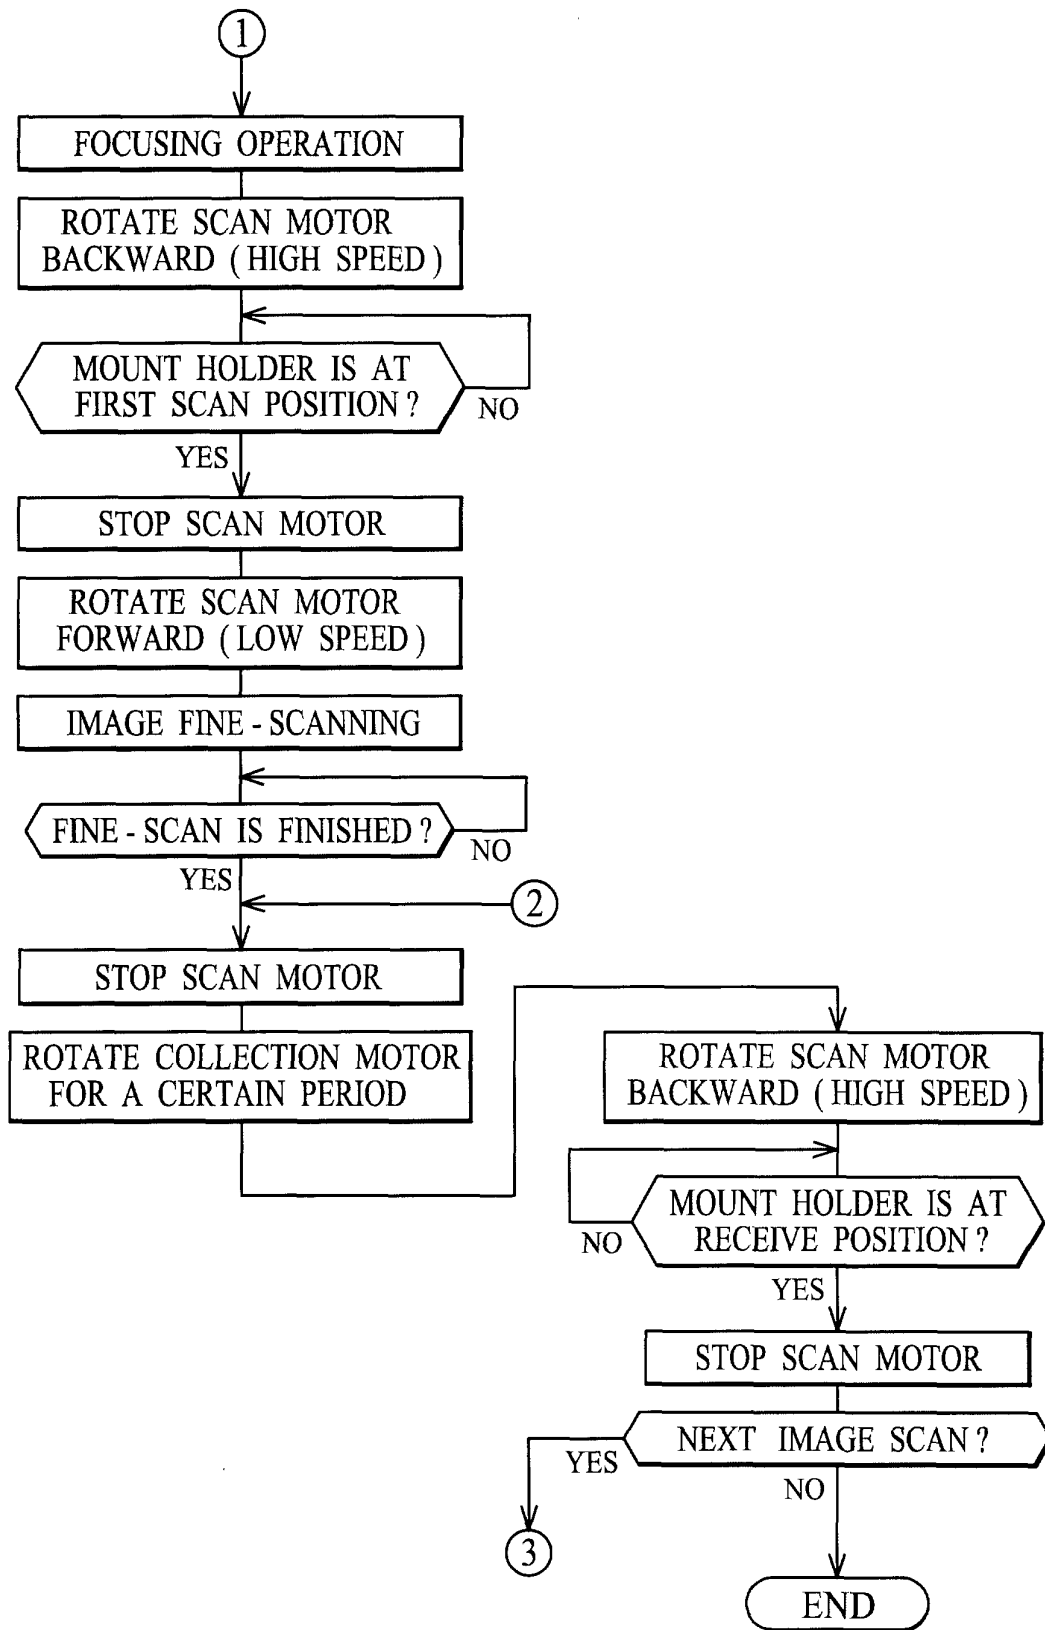 1
FOCUSING OPERATION
ROTATE SCAN MOTOR
BACKWARD ( HIGH SPEED )
MOUNT HOLDER IS AT
FIRST SCAN POSITION ?
NO
YES
STOP SCAN MOTOR
ROTATE SCAN MOTOR
FORWARD ( LOW SPEED )
IMAGE FINE - SCANNING
FINE - SCAN IS FINISHED ?
NO
YES
2
STOP SCAN MOTOR
ROTATE COLLECTION MOTOR
FOR A CERTAIN PERIOD
ROTATE SCAN MOTOR
BACKWARD ( HIGH SPEED )
MOUNT HOLDER IS AT
RECEIVE POSITION ?
NO
YES
STOP SCAN MOTOR
NEXT IMAGE SCAN ?
YES
NO
3
END